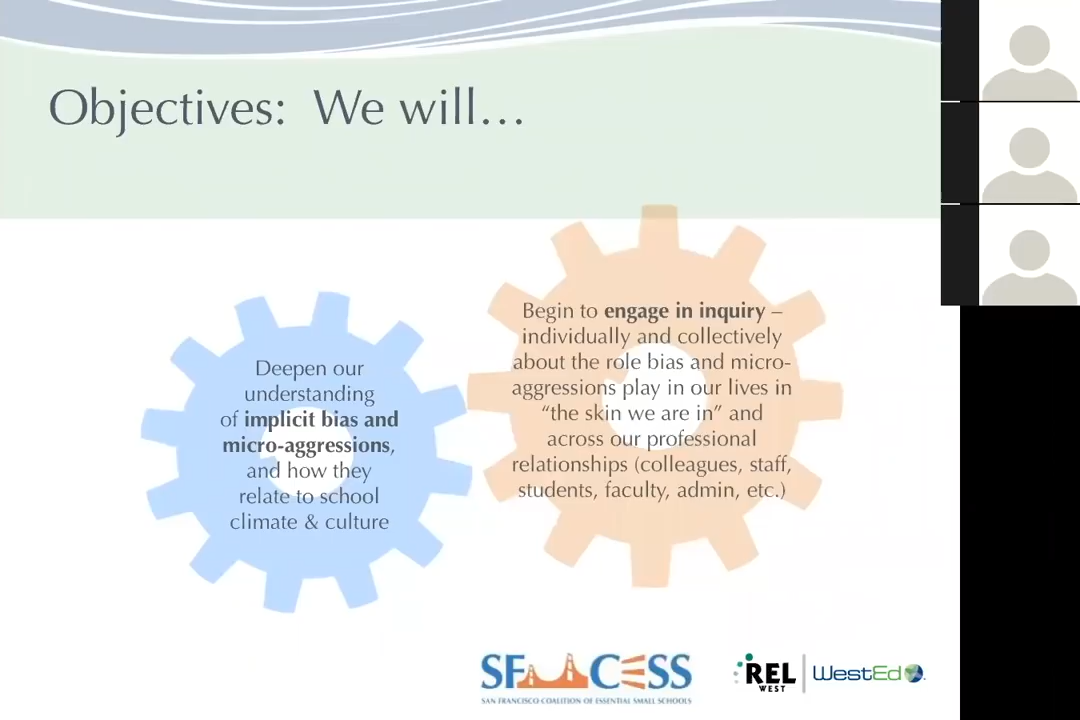 Objectives:  We will…
Deepen our
understanding
of implicit bias and
micro-aggressions,
and how they
relate to school
climate & culture
Begin to engage in inquiry –
individually and collectively
about the role bias and micro-
aggressions play in our lives in
“the skin we are in” and
across our professional
relationships (colleagues, staff,
students, faculty, admin, etc.)
SF CESS
SAN FRANCISCO COALITION OF ESSENTIAL SMALL SCHOOLS
REL
WEST
WestEd